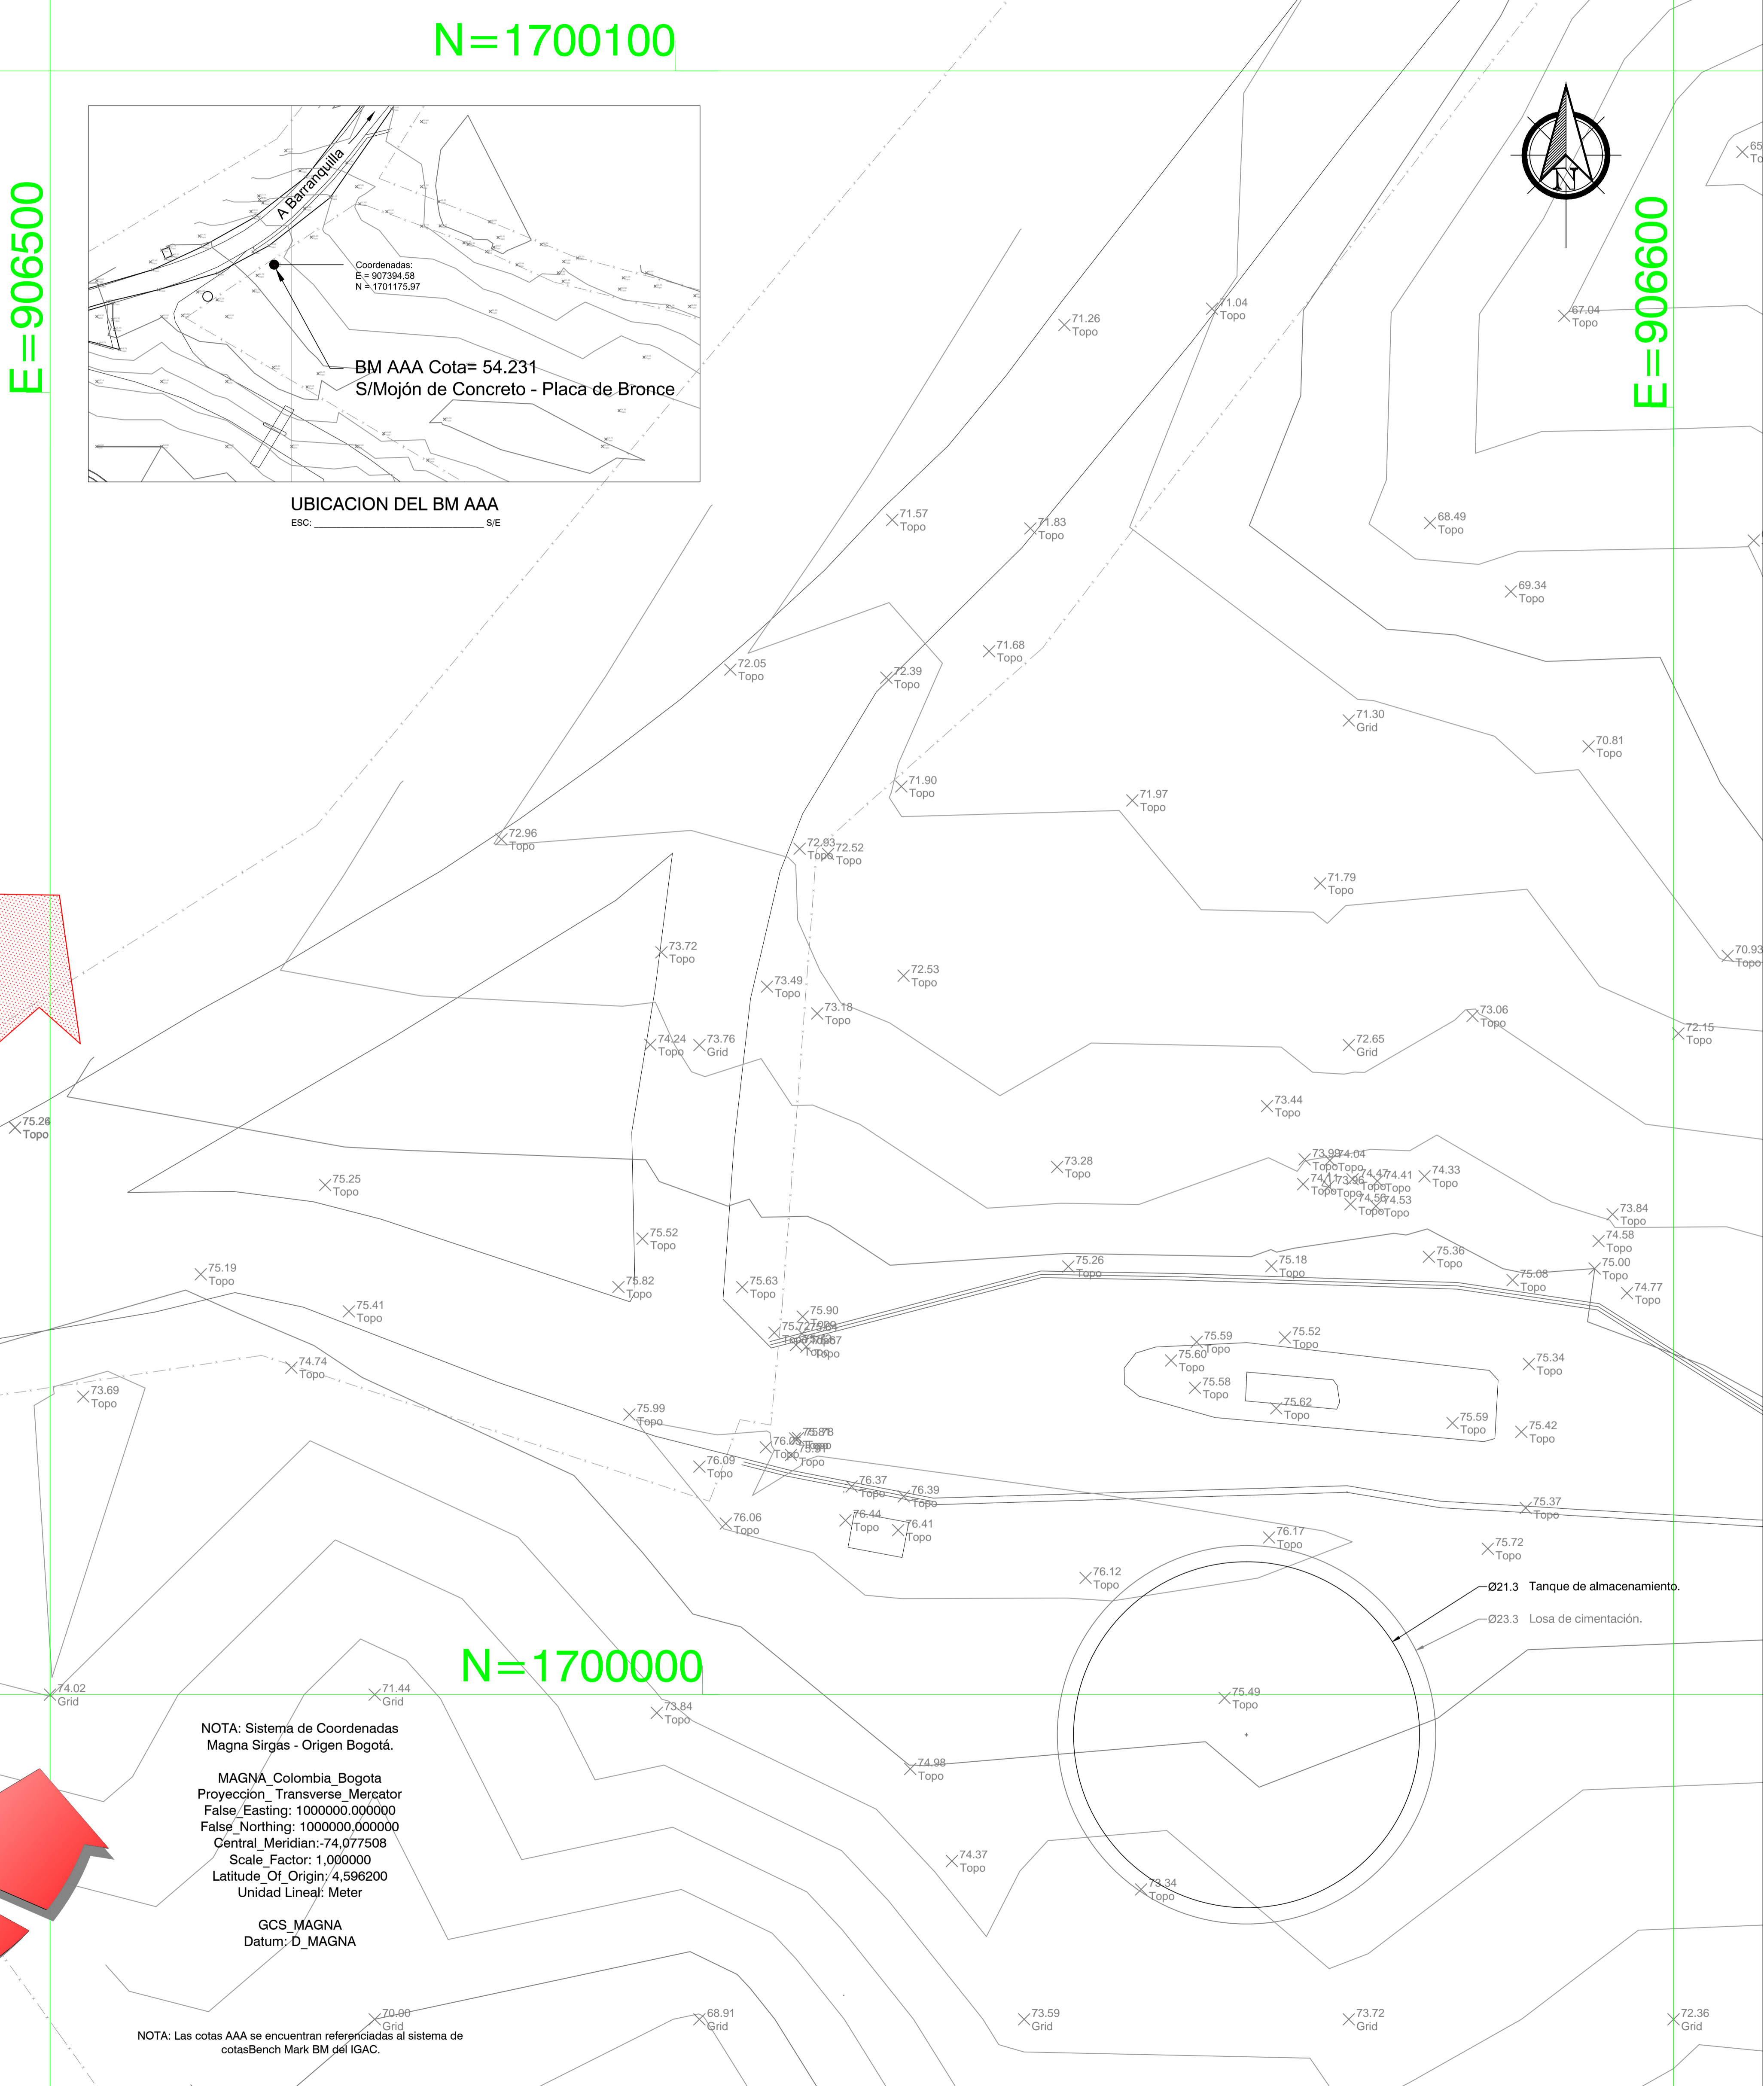 N=1700100
E=906500
E=906600
N
A Barranquilla
Coordenadas:
E = 907394.58
N = 1701175.97
BM AAA Cota= 54.231
S/Mojón de Concreto - Placa de Bronce
UBICACION DEL BM AAA
ESC: S/E
71.26
Topo
71.04
Topo
67.04
Topo
71.57
Topo
71.83
Topo
68.49
Topo
69.34
Topo
71.68
Topo
72.05
Topo
72.39
Topo
71.30
Grid
70.81
Topo
71.90
Topo
71.97
Topo
72.96
Topo
72.93
Topo
72.52
Topo
71.79
Topo
73.72
Topo
70.93
Topo
72.53
Topo
73.49
Topo
73.18
Topo
73.06
Topo
72.15
Topo
74.24
Topo
73.76
Grid
72.65
Grid
73.44
Topo
Topo
73.28
Topo
74.04
Topo
74.33
Topo
74.41
Topo
74.53
Topo
75.25
Topo
73.84
Topo
75.52
Topo
74.58
Topo
75.36
Topo
75.26
Topo
75.18
Topo
75.00
Topo
75.19
Topo
75.08
Topo
75.82
Topo
75.63
Topo
74.77
Topo
75.41
Topo
75.90
Topo
75.59
Topo
75.52
Topo
75.60
Topo
75.34
Topo
74.74
Topo
75.58
Topo
73.69
Topo
75.62
Topo
75.99
Topo
75.59
Topo
75.42
Topo
76.09
Topo
76.37
Topo
76.39
Topo
75.37
Topo
76.44
Topo
76.41
Topo
76.06
Topo
76.17
Topo
75.72
Topo
76.12
Topo
Ø21.3 Tanque de almacenamiento.
Ø23.3 Losa de cimentación.
N=1700000
74.02
Grid
71.44
Grid
75.49
Topo
73.84
Topo
74.98
Topo
74.37
Topo
73.34
Topo
NOTA: Sistema de Coordenadas
Magna Sirgas - Origen Bogotá.
MAGNA_Colombia_Bogota
Proyeccion_ Transverse_Mercator
False_Easting: 1000000.000000
False_Northing: 1000000,000000
Central_Meridian:-74,077508
Scale_Factor: 1,000000
Latitude_Of_Origin: 4,596200
Unidad Lineal: Meter
GCS_MAGNA
Datum: D_MAGNA
70.00
Grid
68.91
Grid
73.59
Grid
73.72
Grid
72.36
Grid
NOTA: Las cotas AAA se encuentran referenciadas al sistema de
cotasBench Mark BM del IGAC.